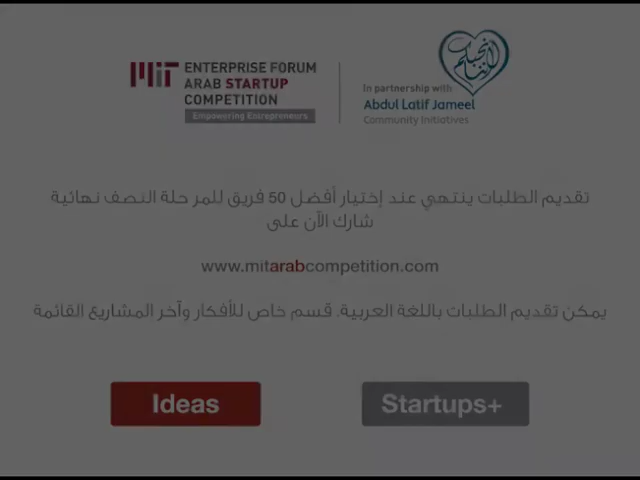 MIT ENTERPRISE FORUM
ARAB STARTUP
COMPETITION
Empowering Entrepreneurs
In partnership with
Abdul Latif Jameel
Community Initiatives
تقديم الطلبات ينتهي عند إختيار أفضل 50 فريق للمر حلة النصف نهائية
شارك الآن على
www.mitarabcompetition.com
يمكن تقديم الطلبات باللغة العربية. قسم خاص للأفكار وآخر المشاريع القائمة
Ideas
Startups+